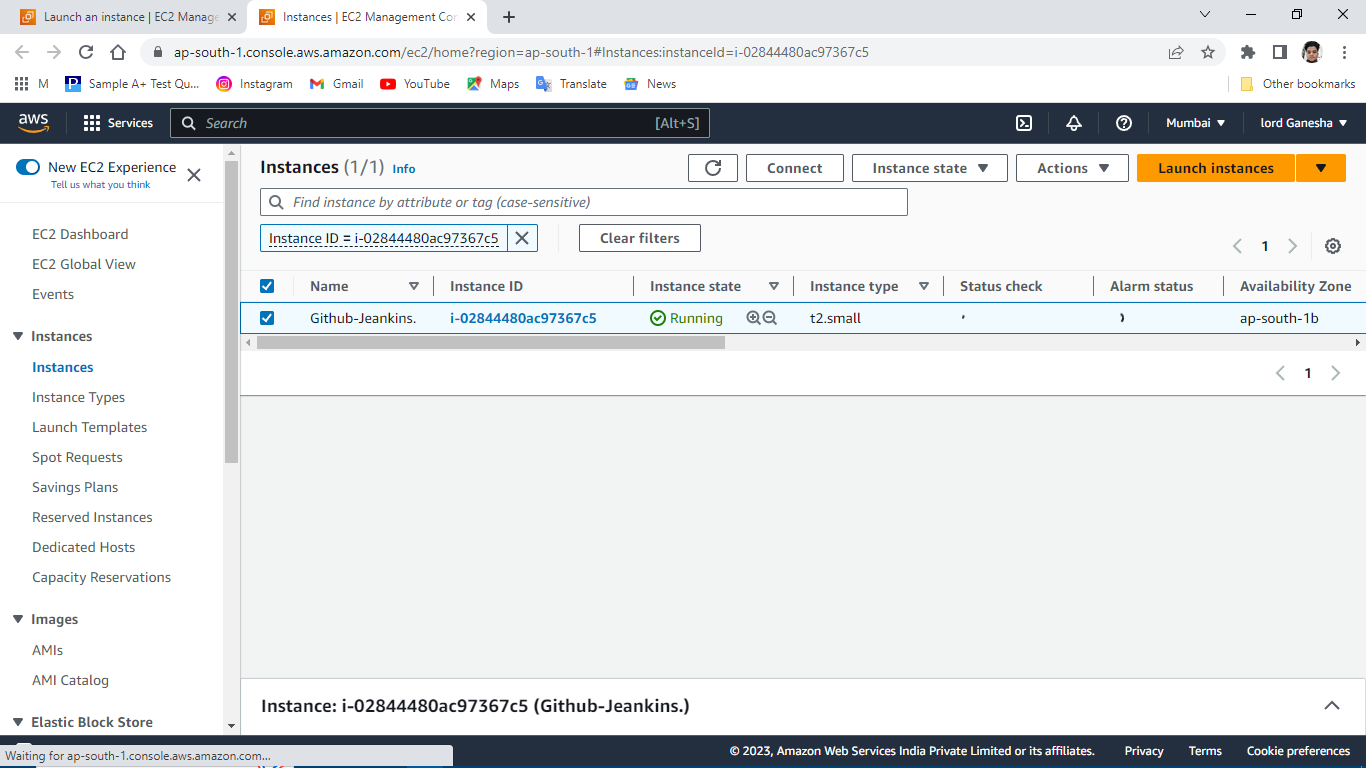 Launch an instance | EC2 Manage
Instances | EC2 Management Con
ap-south-1.console.aws.amazon.com/ec2/home?region=ap-south-1#Instances:instanceId=i-02844480ac97367c5
M
Sample A+ Test Qu...
Instagram
Gmail
YouTube
Maps
Translate
News
Other bookmarks
aws
Services
Search
[Alt+S]
Mumbai
lord Ganesha
New EC2 Experience
Tell us what you think
EC2 Dashboard
EC2 Global View
Events
Instances
Instances
Instance Types
Launch Templates
Spot Requests
Savings Plans
Reserved Instances
Dedicated Hosts
Capacity Reservations
Images
AMIs
AMI Catalog
Elastic Block Store
Instances (1/1) Info
Connect
Instance state
Actions
Launch instances
Find instance by attribute or tag (case-sensitive)
Instance ID = i-02844480ac97367c5
Clear filters
1
Name Instance ID Instance state Instance type Status check Alarm status Availability Zone
Github-Jeankins. i-02844480ac97367c5 Running t2.small ap-south-1b
1
Instance: i-02844480ac97367c5 (Github-Jeankins.)
Waiting for ap-south-1.console.aws.amazon.com...
© 2023, Amazon Web Services India Private Limited or its affiliates. Privacy Terms Cookie preferences